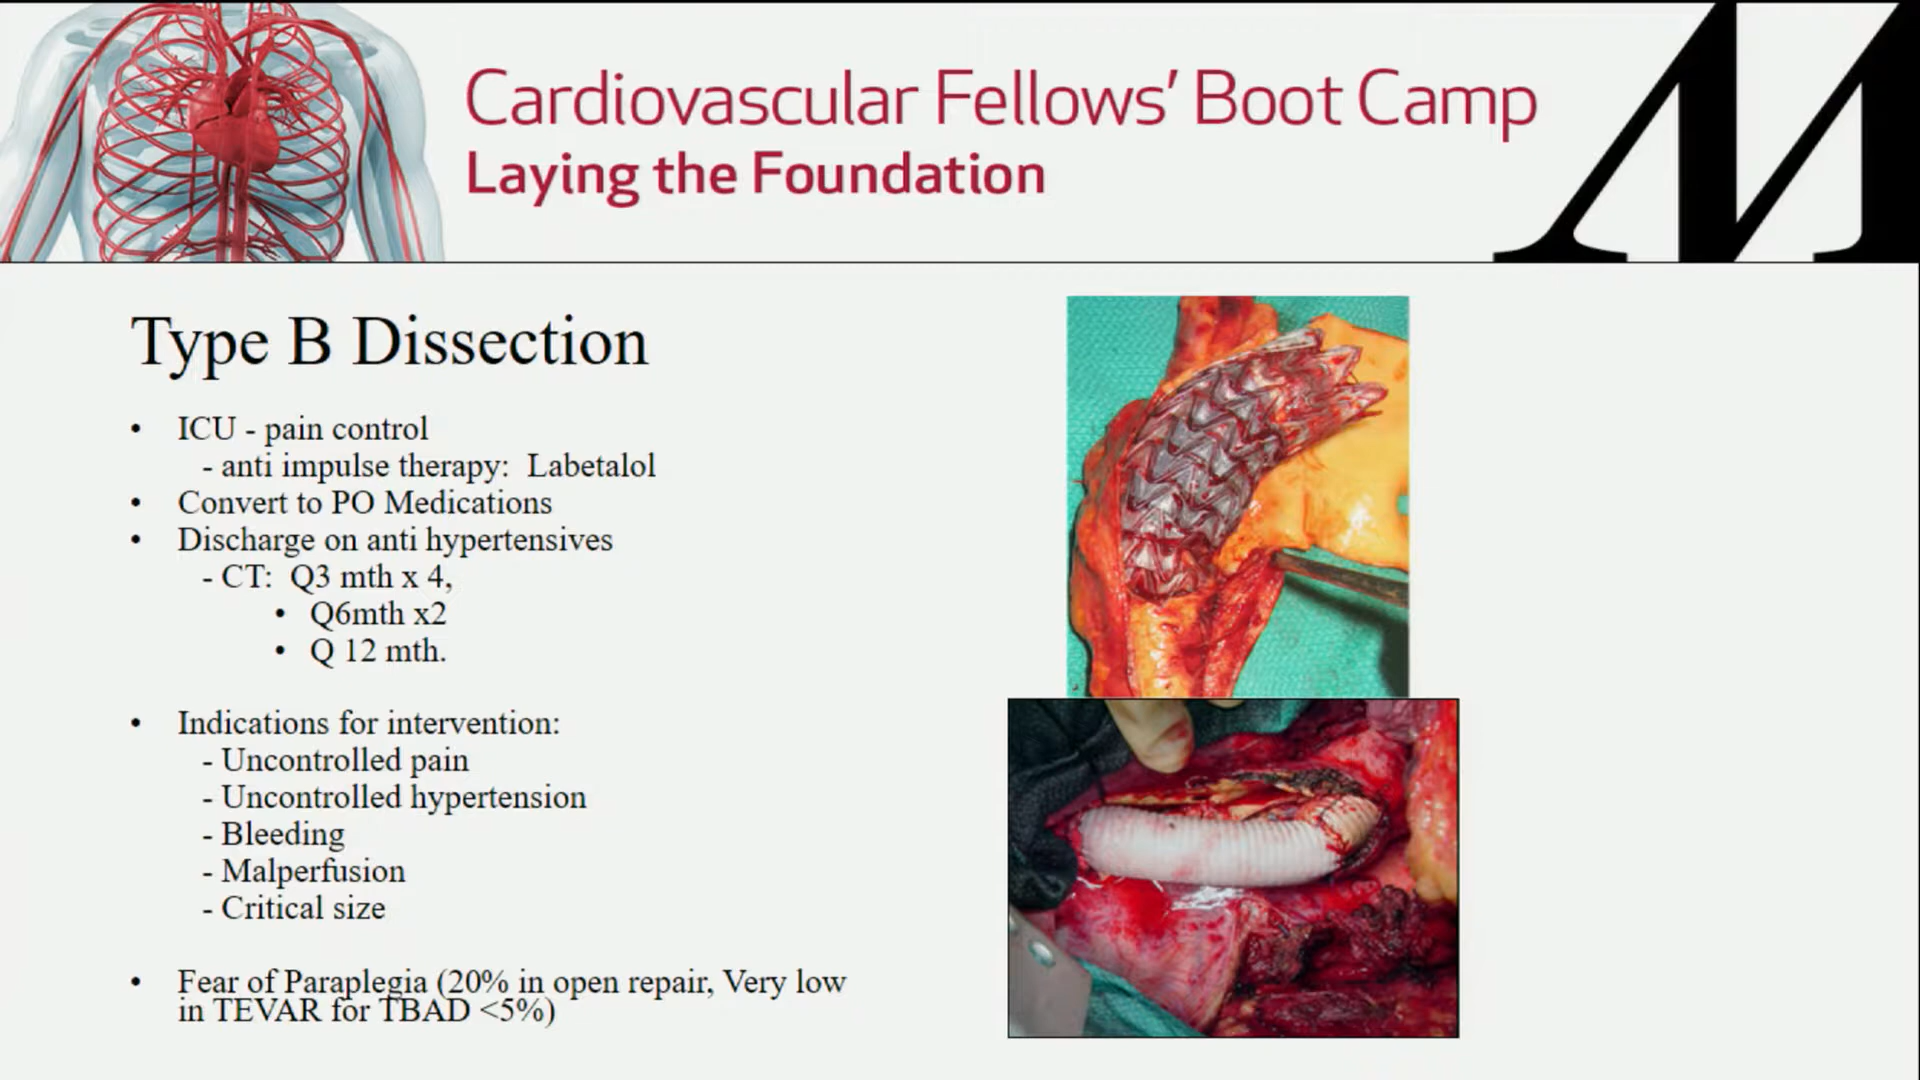 Cardiovascular Fellows' Boot Camp
Laying the Foundation
M
Type B Dissection
• ICU - pain control
- anti impulse therapy: Labetalol
• Convert to PO Medications
• Discharge on anti hypertensives
- CT: Q3 mth x 4,
• Q6mth x2
• Q 12 mth.
• Indications for intervention:
- Uncontrolled pain
- Uncontrolled hypertension
- Bleeding
- Malperfusion
- Critical size
• Fear of Paraplegia (20% in open repair, Very low
in TEVAR for TBAD <5%)